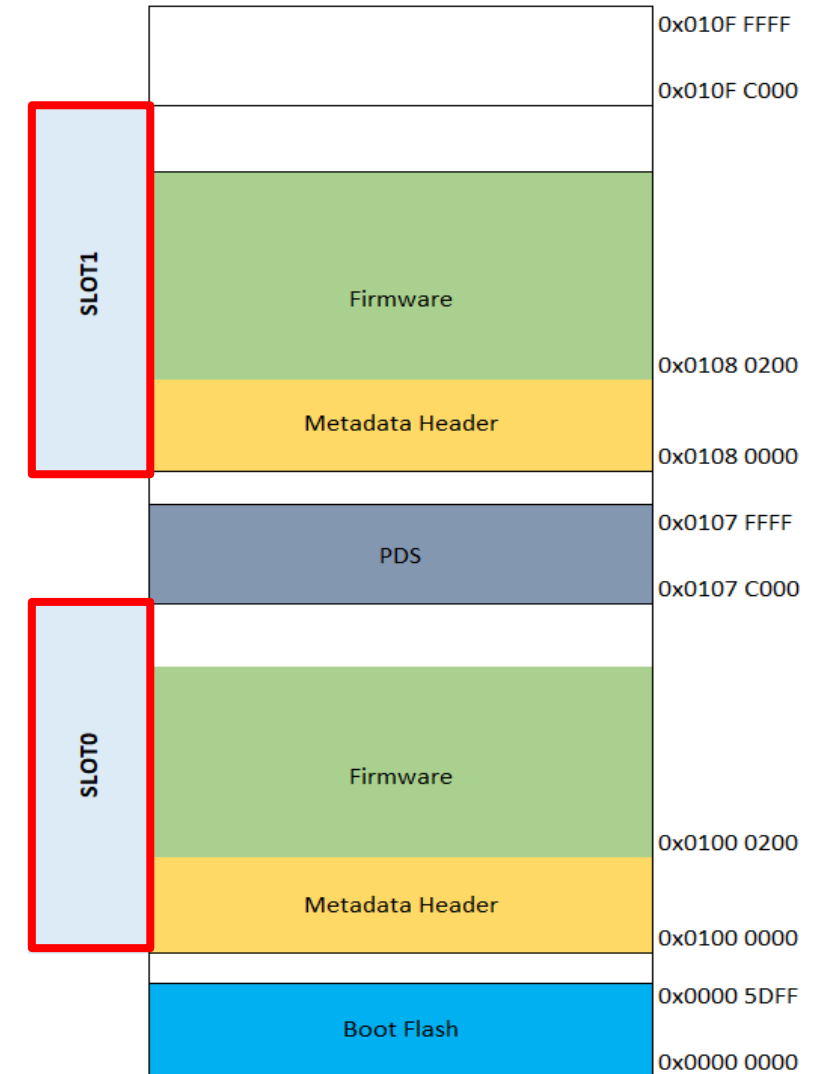 0x010F FFFF
0x010F C000
SLOT1
Firmware
0x0108 0200
Metadata Header
0x0108 0000
0x0107 FFFF
PDS
0x0107 C000
SLOT0
Firmware
0x0100 0200
Metadata Header
0x0100 0000
0x0000 5DFF
Boot Flash
0x0000 0000